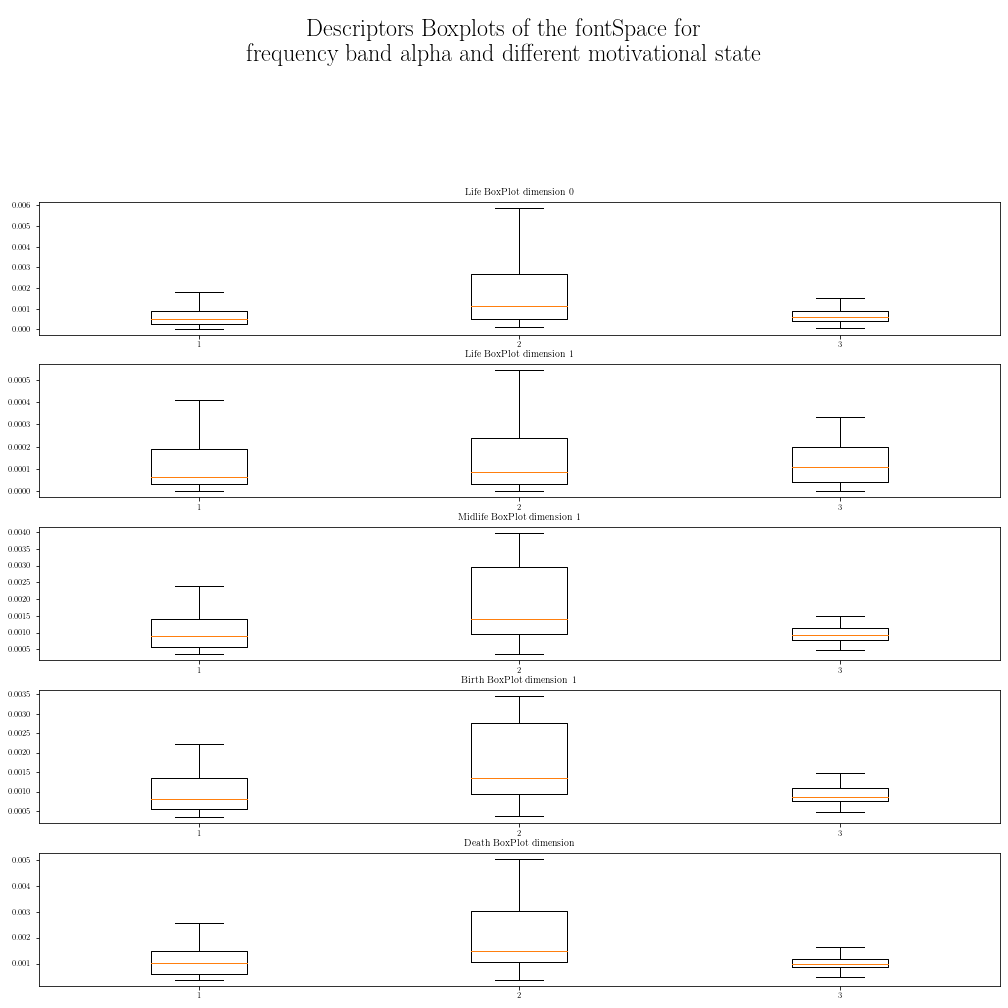 Descriptors Boxplots of the fontSpace for
frequency band alpha and different motivational state
Life BoxPlot dimension 0
0.006
0.005
0.004
0.003
0.002
0.001
0.000
1 2 3
Life BoxPlot dimension 1
0.0005
0.0004
0.0003
0.0002
0.0001
0.0000
1 2 3
Midlife BoxPlot dimension 1
0.0040
0.0035
0.0030
0.0025
0.0020
0.0015
0.0010
0.0005
1 2 3
Birth BoxPlot dimension 1
0.0035
0.0030
0.0025
0.0020
0.0015
0.0010
0.0005
1 2 3
Death BoxPlot dimension
0.005
0.004
0.003
0.002
0.001
1 2 3